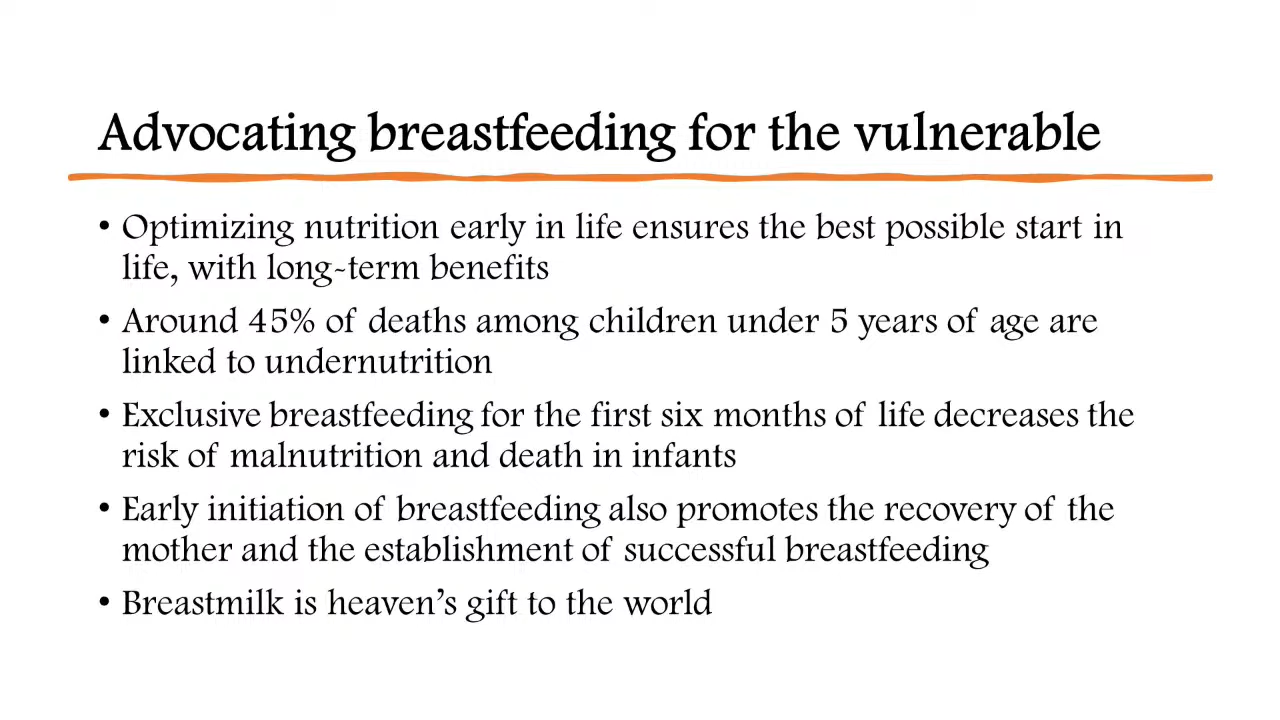 Advocating breastfeeding for the vulnerable
• Optimizing nutrition early in life ensures the best possible start in
life, with long-term benefits
• Around 45% of deaths among children under 5 years of age are
linked to undernutrition
• Exclusive breastfeeding for the first six months of life decreases the
risk of malnutrition and death in infants
• Early initiation of breastfeeding also promotes the recovery of the
mother and the establishment of successful breastfeeding
• Breastmilk is heaven’s gift to the world